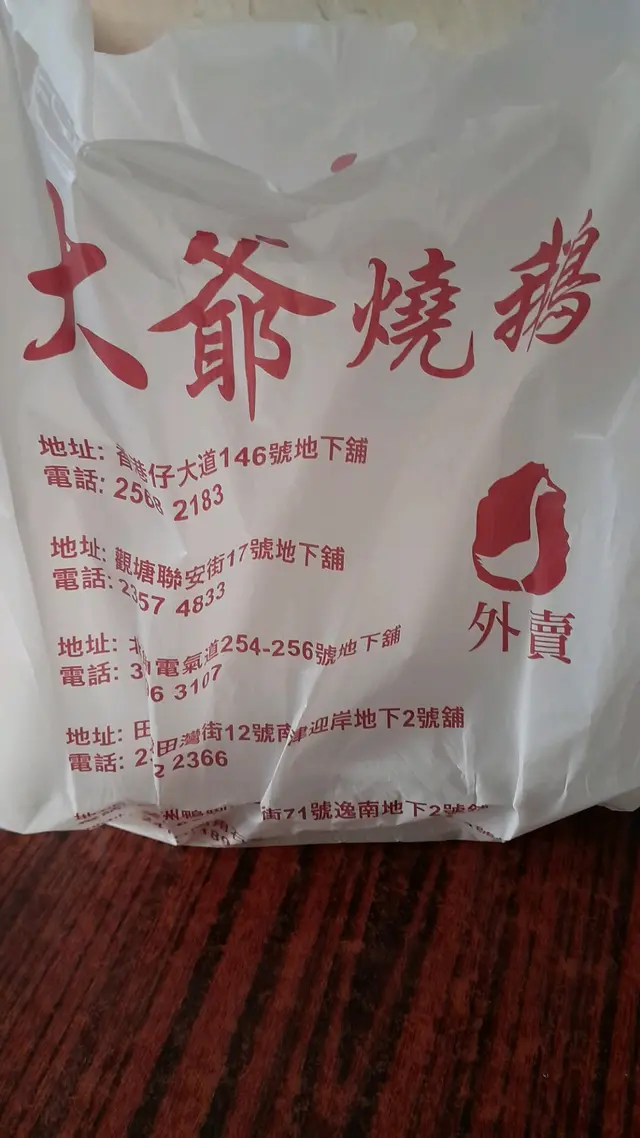 大爺燒鵝
地址: 香港仔大道146號地下舖
電話: 2568 2183
地址: 觀塘聯安街17號地下舖
電話: 2357 4833
地址: 電氣道254-256號地下舖
電話: 3107
地址: 田灣街12號南津迎岸地下2號舖
電話: 2366
街71號逸南地下2號舖
外賣